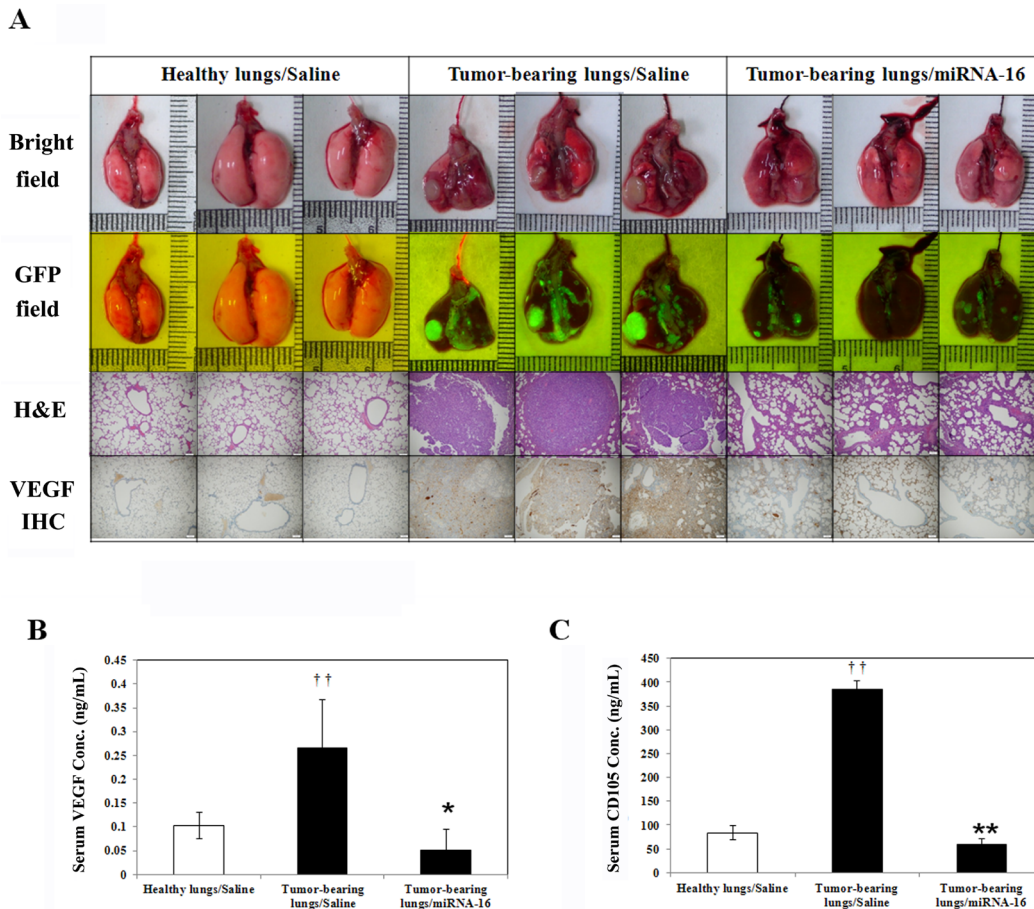 A
Healthy lungs/Saline
Tumor-bearing lungs/Saline
Tumor-bearing lungs/miRNA-16
Bright
field
GFP
field
H&E
VEGF
IHC
B
Serum VEGF Conc. (ng/mL)
0.45
0.4
0.35
0.3
0.25
0.2
0.15
0.1
0.05
0
† †
*
Healthy lungs/Saline
Tumor-bearing
lungs/Saline
Tumor-bearing
lungs/miRNA-16
C
Serum CD105 Conc. (ng/mL)
450
400
350
300
250
200
150
100
50
0
† †
**
Healthy lungs/Saline
Tumor-bearing
lungs/Saline
Tumor-bearing
lungs/miRNA-16